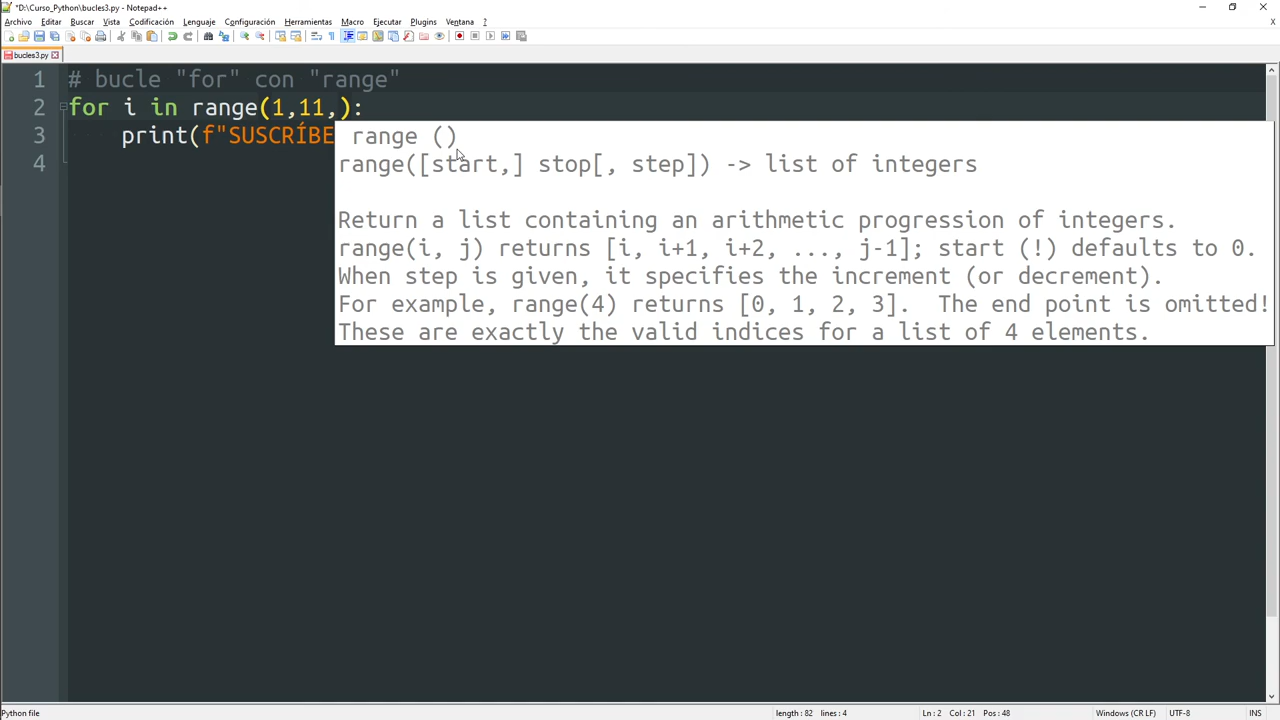 *D:\Curso_Python\bucles3.py - Notepad++
Archivo Editar Buscar Vista Codificación Lenguaje Configuración Herramientas Macro Ejecutar Plugins Ventana ?
X
bucles3.py
1 # bucle "for" con "range"
2 for i in range(1,11,):
3 print(f"SUSCRÍBE
4
range ()
range([start,] stop[, step]) -> list of integers
Return a list containing an arithmetic progression of integers.
range(i, j) returns [i, i+1, i+2, ..., j-1]; start (!) defaults to 0.
When step is given, it specifies the increment (or decrement).
For example, range(4) returns [0, 1, 2, 3].  The end point is omitted!
These are exactly the valid indices for a list of 4 elements.
Python file length : 82 lines : 4 Ln : 2 Col : 21 Pos : 48 Windows (CR LF) UTF-8 INS